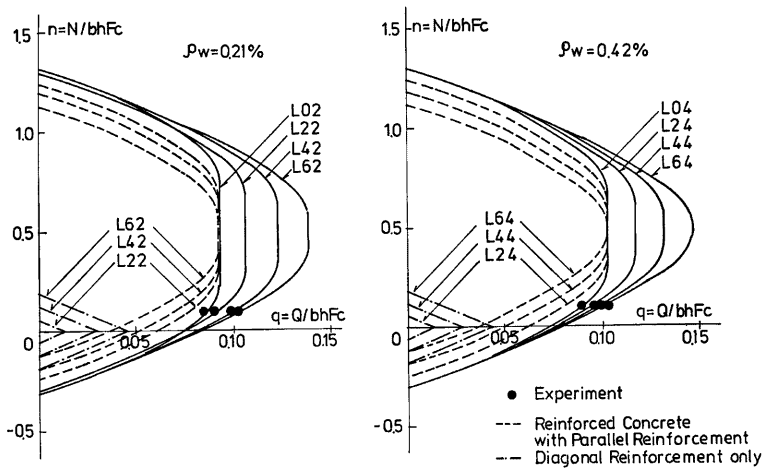 n=N/bhFc
1,5
ρw=0.21%
L02
L22
L42
L62
1.0
0.5
L62
L42
L22
q=Q/bhFc
0
0.05
0.10
0.15
-0.5
n=N/bhFc
1.5
ρw=0.42%
L04
L24
L44
L64
1.0
0.5
L64
L44
L24
q=Q/bhFc
0
0.05
0.10
0.15
-0.5
Experiment
Reinforced Concrete
with Parallel Reinforcement
Diagonal Reinforcement only